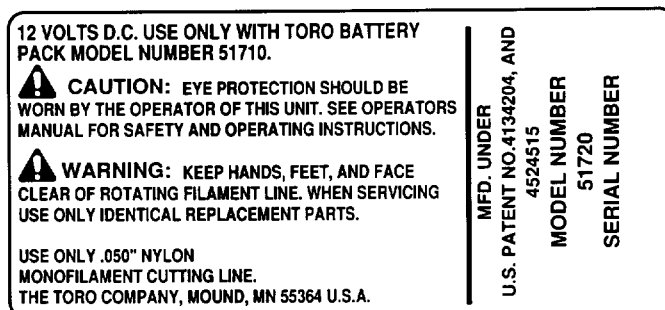 12 VOLTS D.C. USE ONLY WITH TORO BATTERY
PACK MODEL NUMBER 51710.
CAUTION: EYE PROTECTION SHOULD BE
WORN BY THE OPERATOR OF THIS UNIT. SEE OPERATORS
MANUAL FOR SAFETY AND OPERATING INSTRUCTIONS.
WARNING: KEEP HANDS, FEET, AND FACE
CLEAR OF ROTATING FILAMENT LINE. WHEN SERVICING
USE ONLY IDENTICAL REPLACEMENT PARTS.
USE ONLY .050" NYLON
MONOFILAMENT CUTTING LINE.
THE TORO COMPANY, MOUND, MN 55364 U.S.A.
MFD. UNDER
U.S. PATENT NO.4134204, AND
4524515
MODEL NUMBER
51720
SERIAL NUMBER